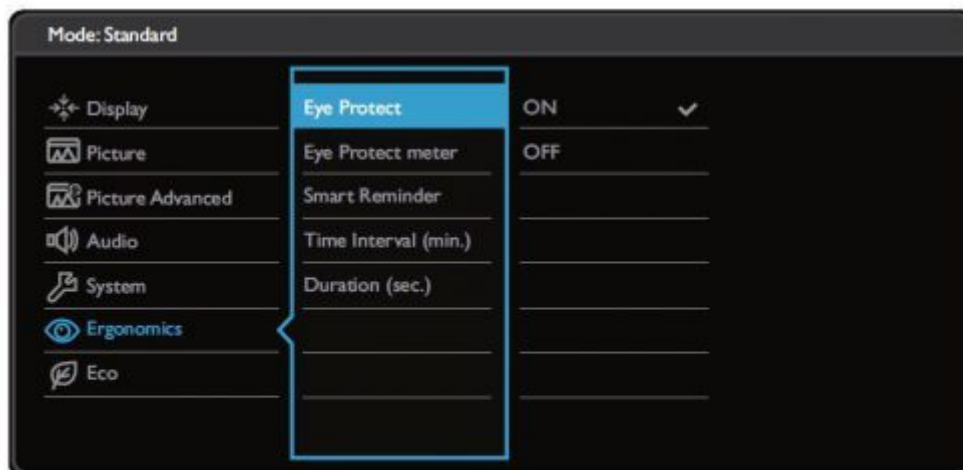 Mode: Standard
Display
Picture
Picture Advanced
Audio
System
Ergonomics
Eco
Eye Protect
Eye Protect meter
Smart Reminder
Time Interval (min.)
Duration (sec.)
ON
OFF